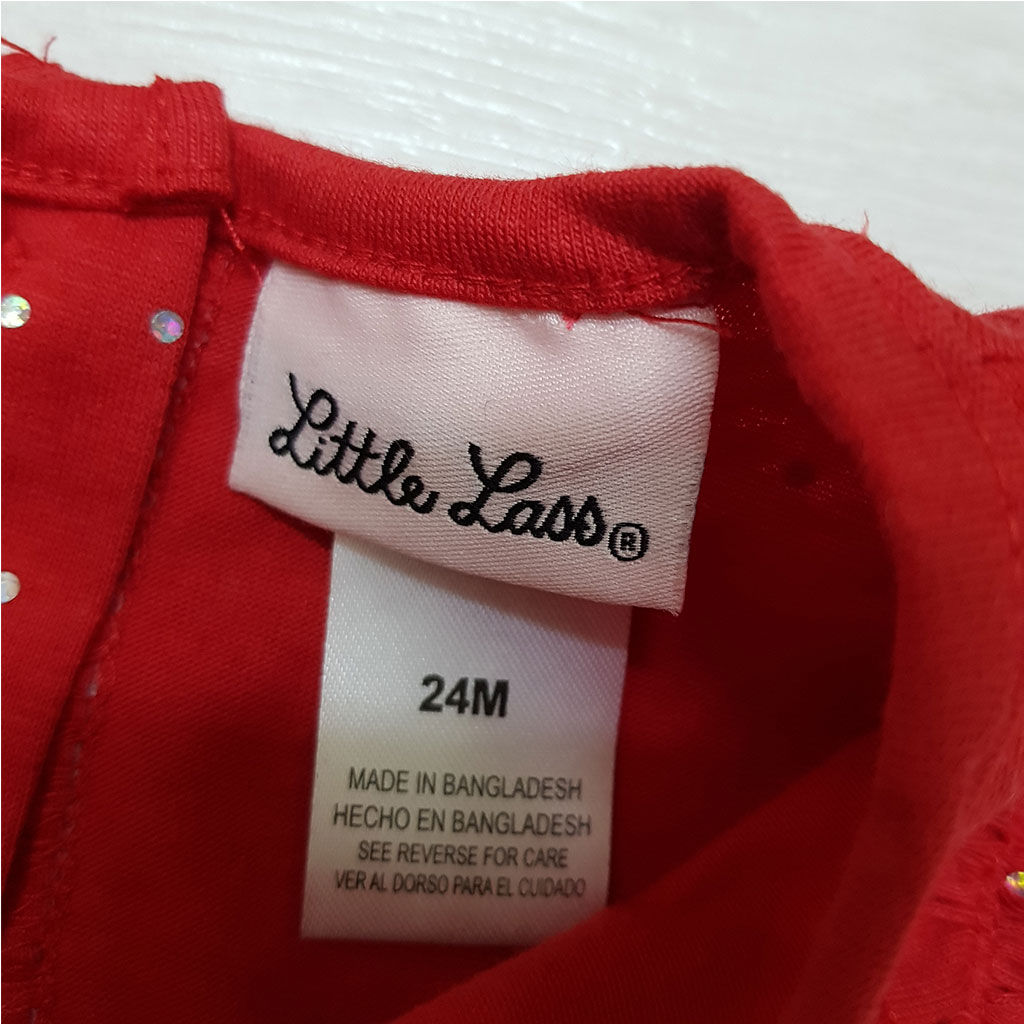 Little Lass®
24M
MADE IN BANGLADESH
HECHO EN BANGLADESH
SEE REVERSE FOR CARE
VER AL DORSO PARA EL CUIDADO